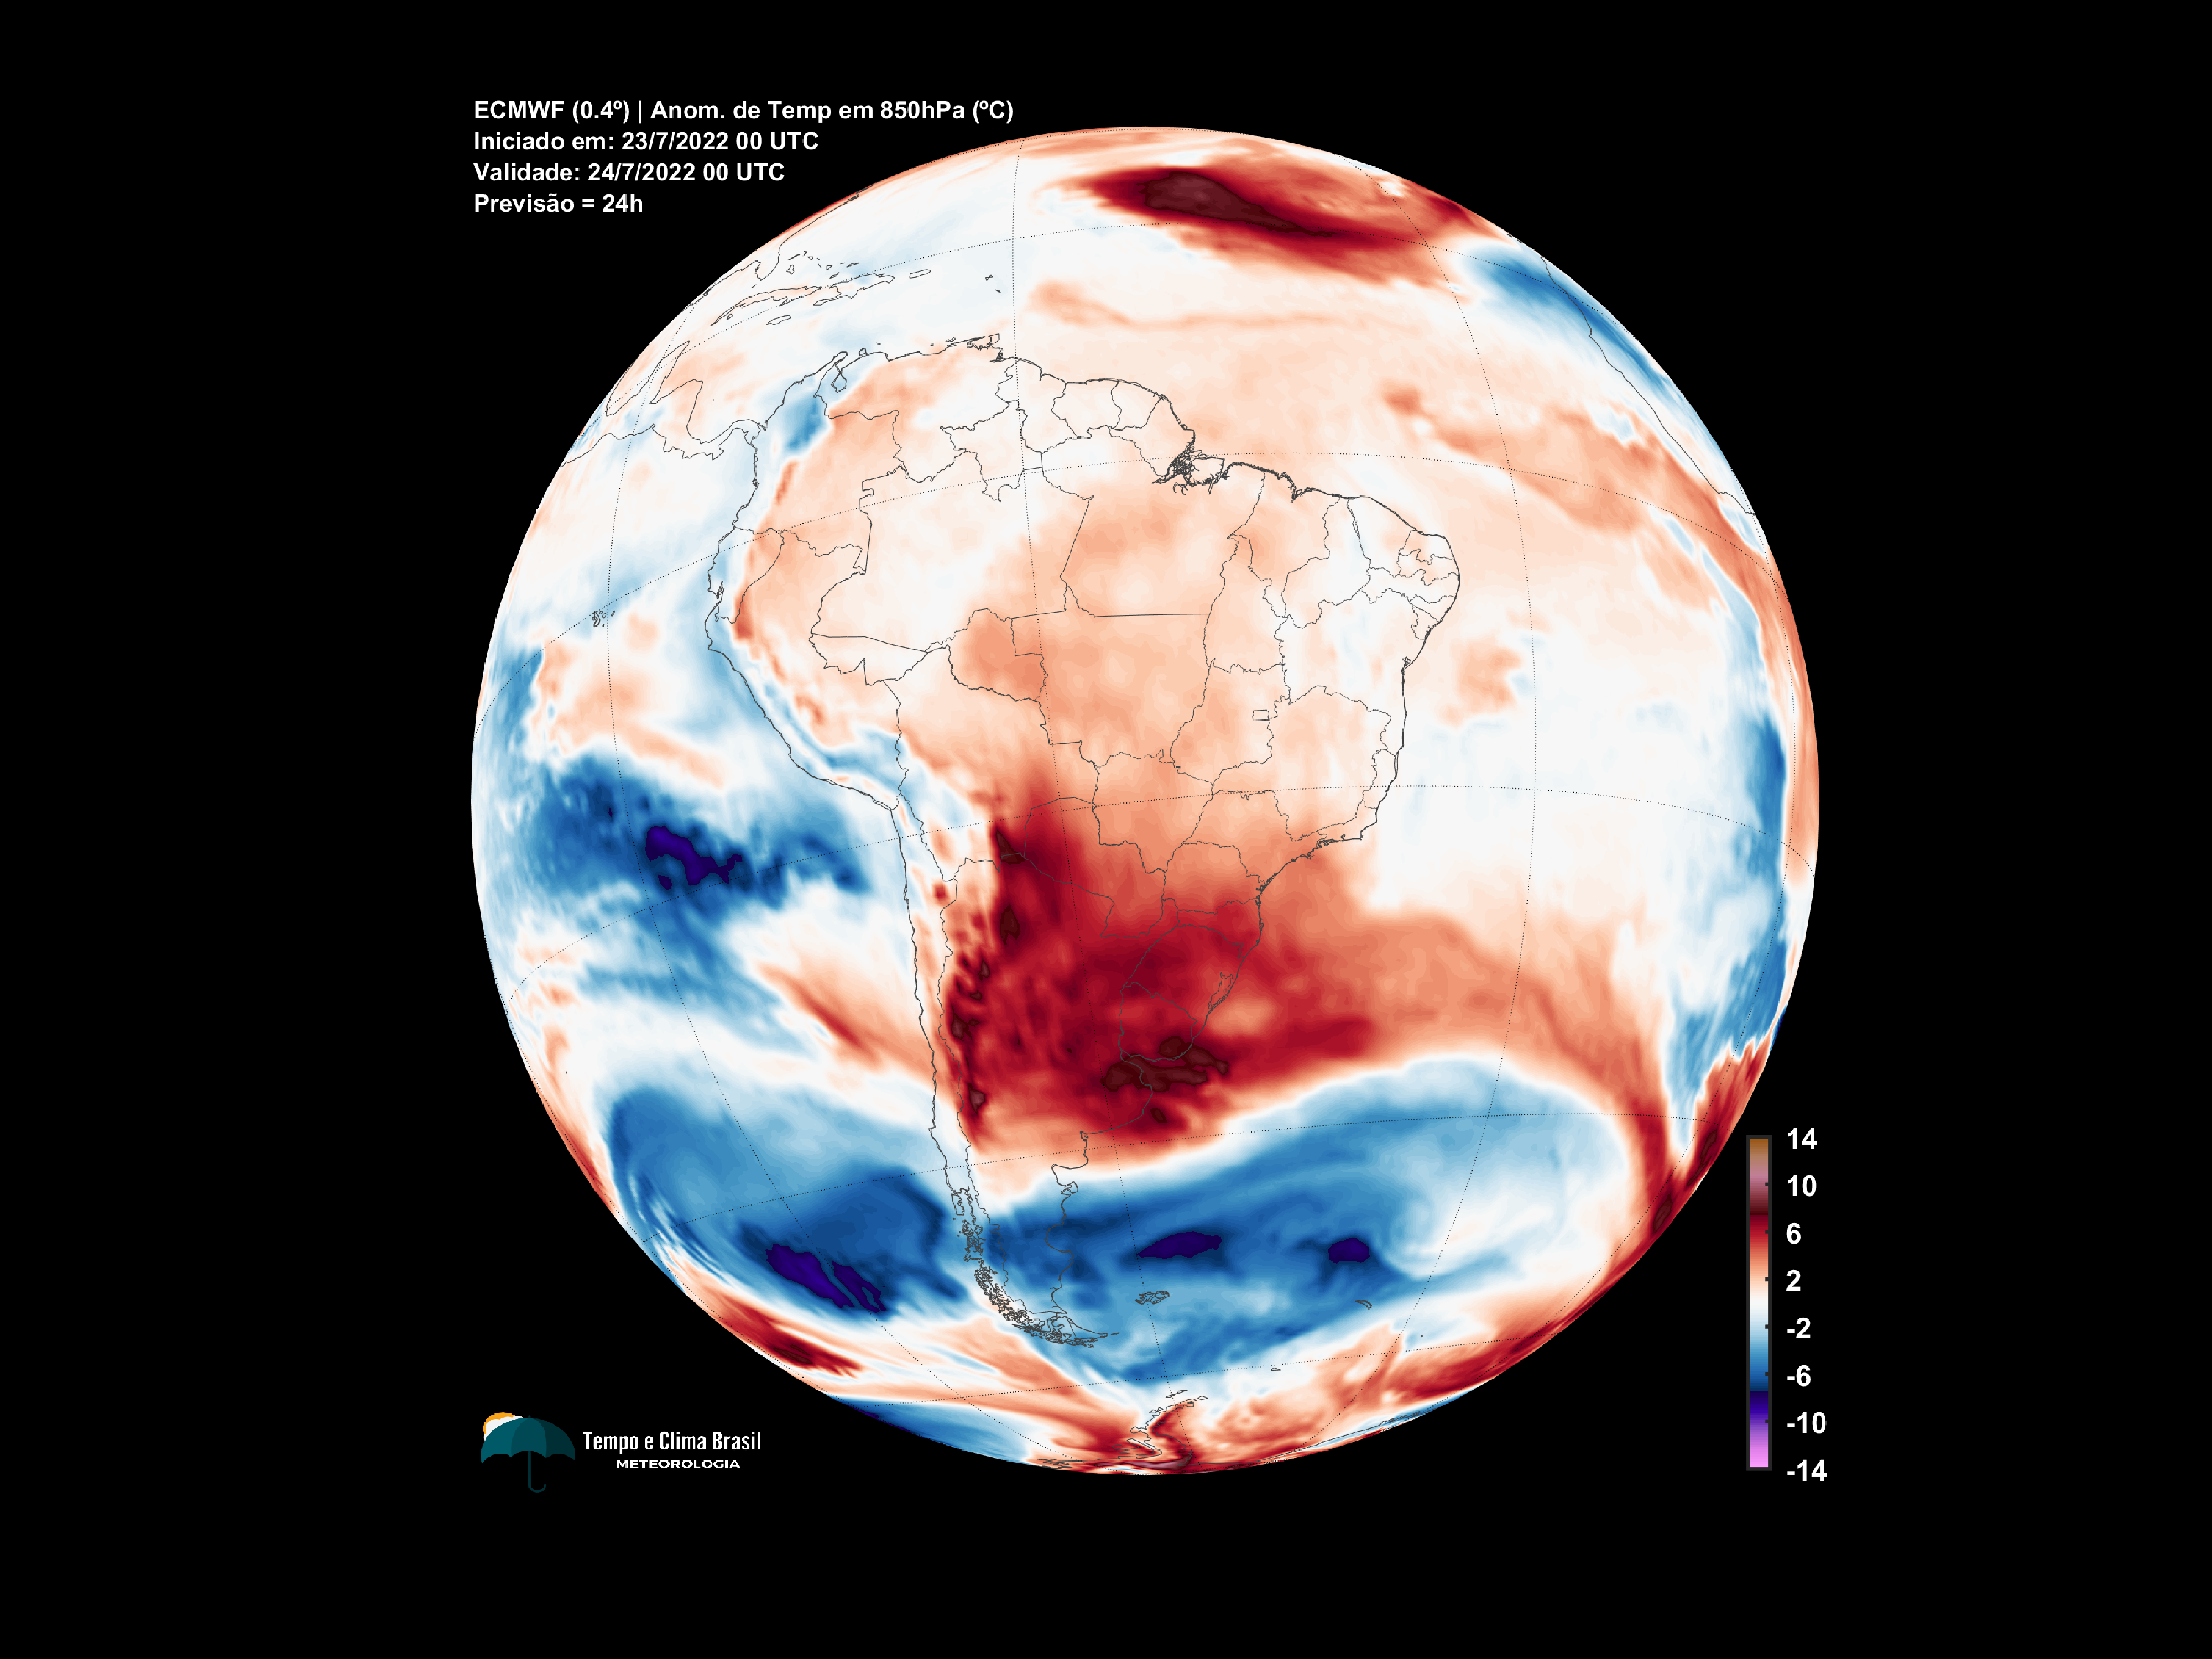 ECMWF (0.4º) | Anom. de Temp em 850hPa (ºC)
Iniciado em: 23/7/2022 00 UTC
Validade: 24/7/2022 00 UTC
Previsão = 24h
14
10
6
2
-2
-6
-10
-14
Tempo e Clima Brasil
METEOROLOGIA